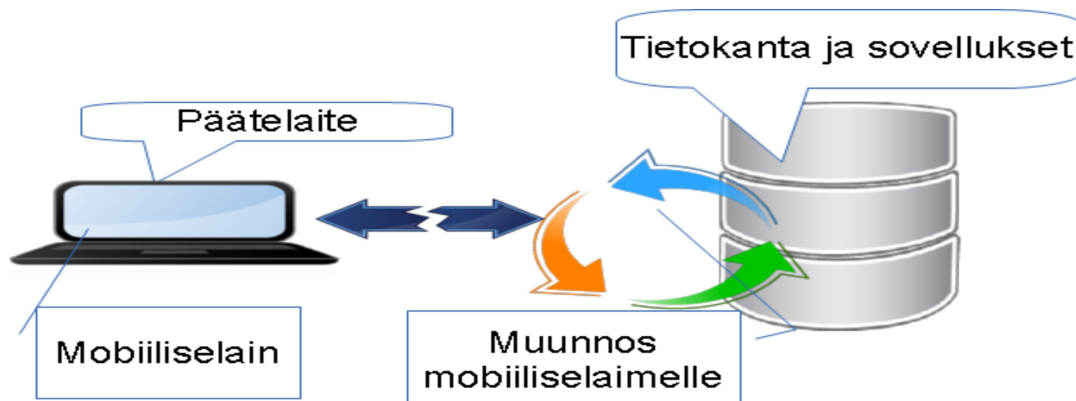 Tietokanta ja sovellukset
Päätelaite
Mobiiliselain
Muunnos
mobiiliselaimelle